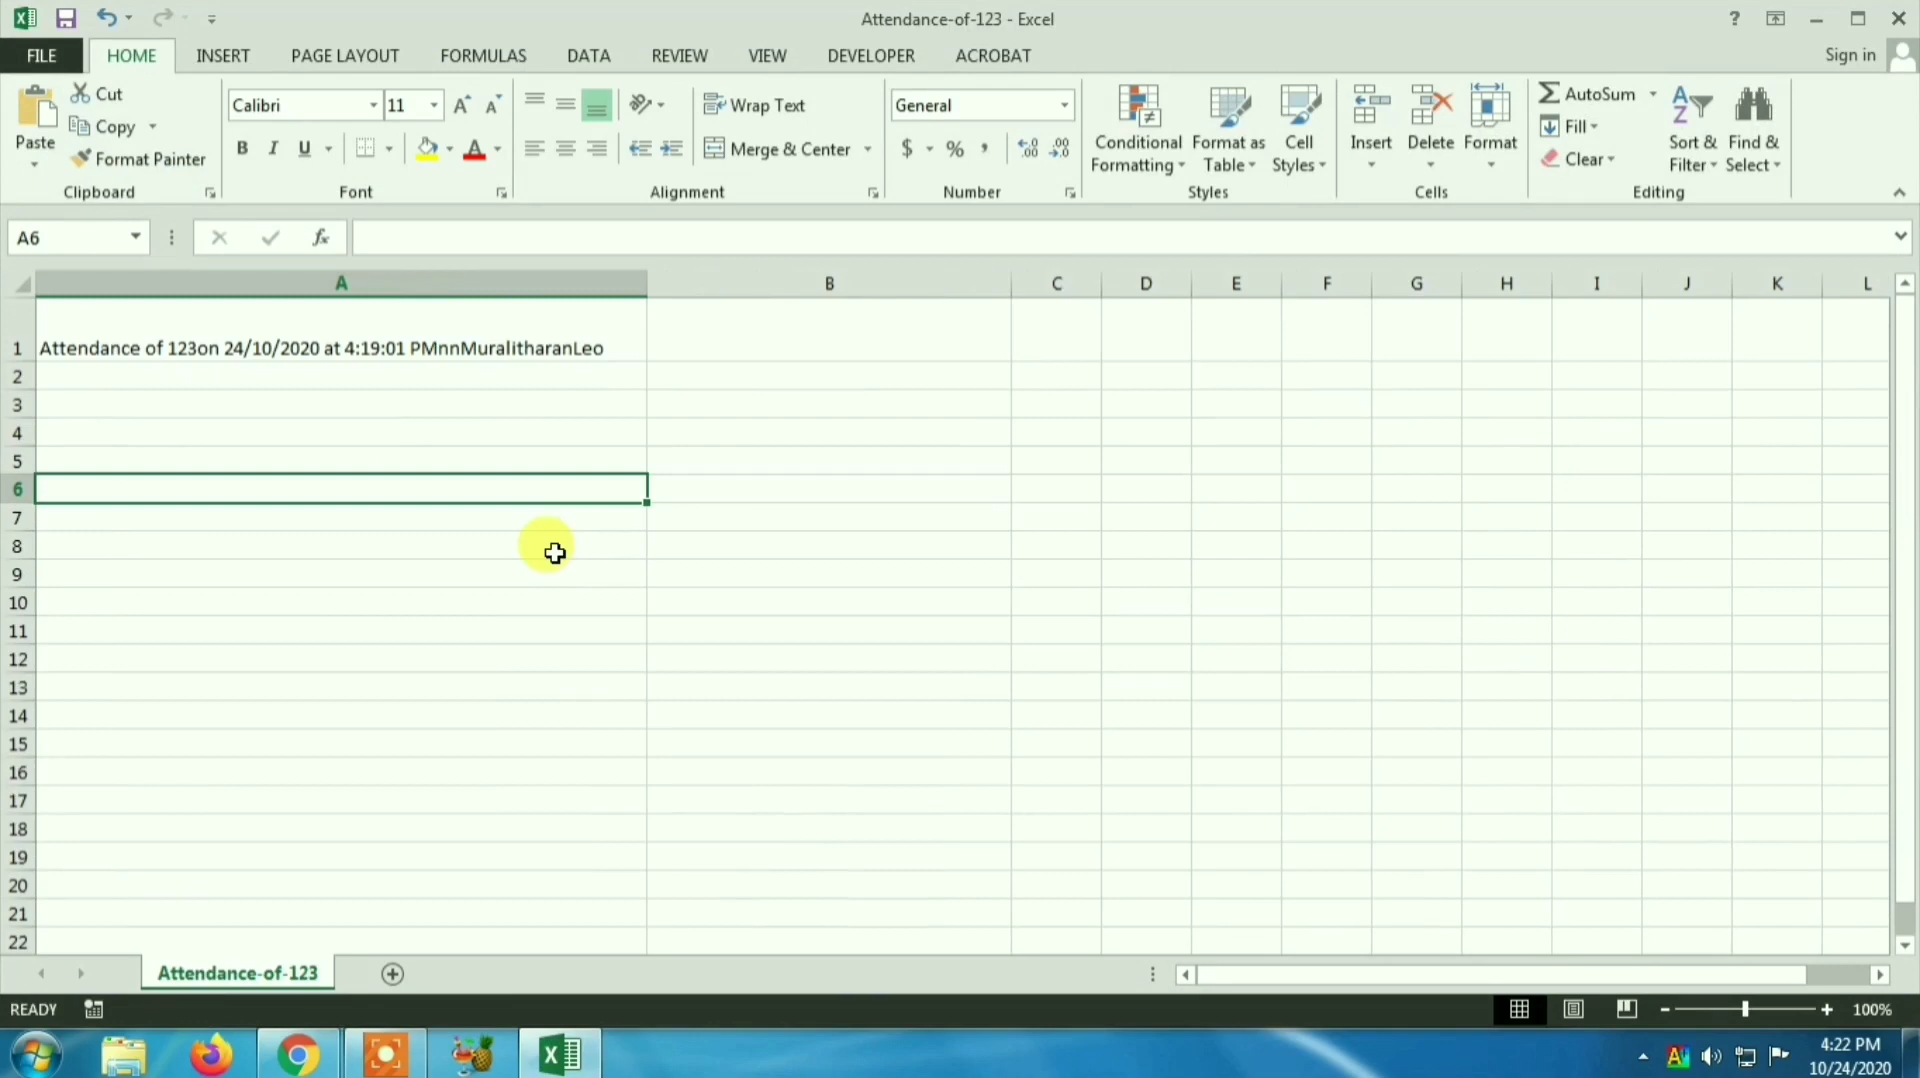 Attendance-of-123 - Excel
?
FILE HOME INSERT PAGE LAYOUT FORMULAS DATA REVIEW VIEW DEVELOPER ACROBAT Sign in
Cut
Copy
Format Painter
Paste
Clipboard
Calibri 11
B I U
Font
Wrap Text
Merge & Center
Alignment
General
$ % ,
Number
Conditional Formatting
Format as Table
Cell Styles
Styles
Insert Delete Format
Cells
AutoSum
Fill
Clear
Sort & Filter
Find & Select
Editing
A6 fx
A B C D E F G H I J K L
1 Attendance of 123on 24/10/2020 at 4:19:01 PMnnMuralitharanLeo
2
3
4
5
6
7
8
9
10
11
12
13
14
15
16
17
18
19
20
21
22
Attendance-of-123
READY 100%
4:22 PM
10/24/2020